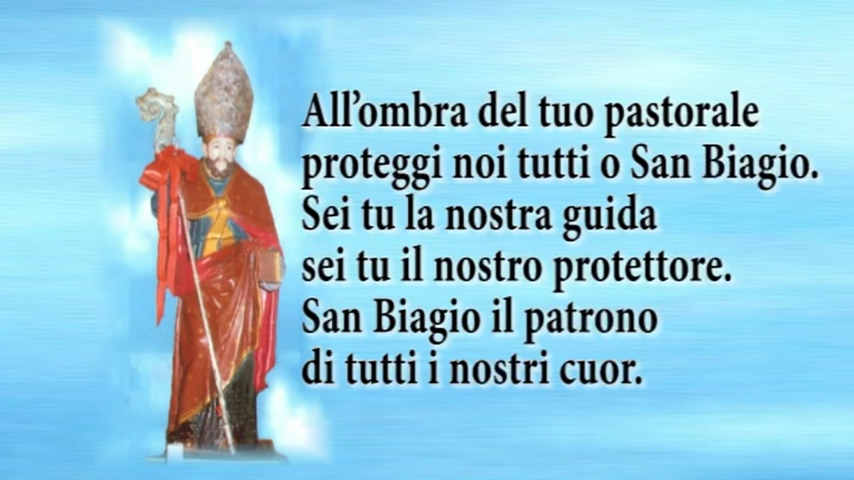 All’ombra del tuo pastorale
proteggi noi tutti o San Biagio.
Sei tu la nostra guida
sei tu il nostro protettore.
San Biagio il patrono
di tutti i nostri cuor.